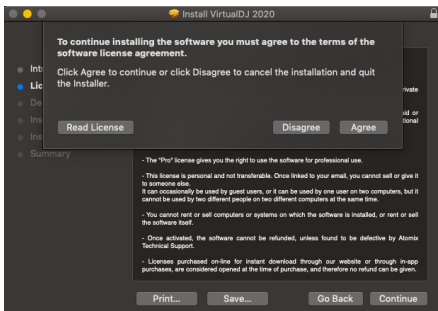 Install VirtualDJ 2020
To continue installing the software you must agree to the terms of the
software license agreement.
Click Agree to continue or click Disagree to cancel the installation and quit
the Installer.
Read License Disagree Agree
Int
Lic
De
Ins
Ins
Summary
rivate
aid or
tional
- The "Pro" license gives you the right to use the software for professional use.
- This license is personal and not transferable. Once linked to your email, you cannot sell or give it
to someone else.
It can occasionally be used by guest users, or it can be used by one user on two computers, but it
cannot be used by two different people on two different computers at the same time.
- You cannot rent or sell computers or systems on which the software is installed, or rent or sell
the software itself.
- Once activated, the software cannot be refunded, unless found to be defective by Atomix
Technical Support.
- Licenses purchased on-line for instant download through our website or through in-app
purchases, are considered opened at the time of purchase, and therefore no refund can be given.
Print... Save... Go Back Continue